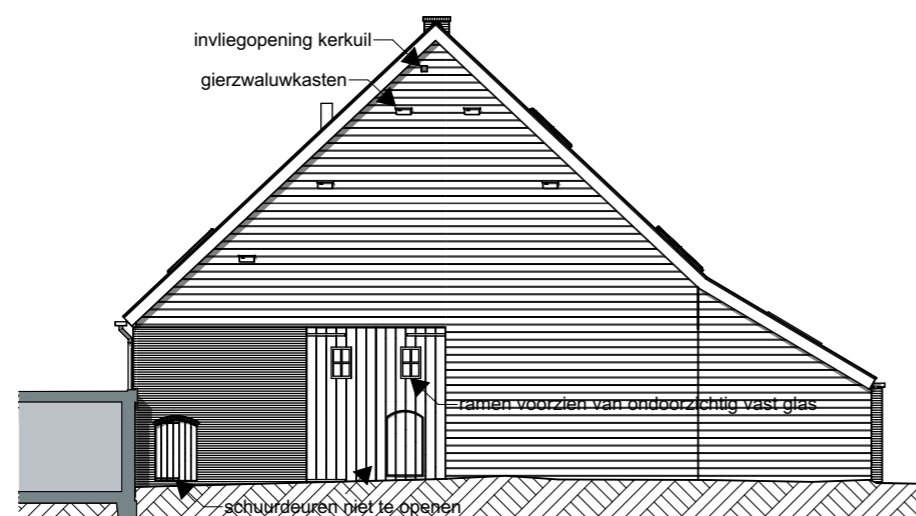 invliegopening kerkuil
gierzwaluwkasten
ramen voorzien van ondoorzichtig vast glas
schuurdeuren niet te openen